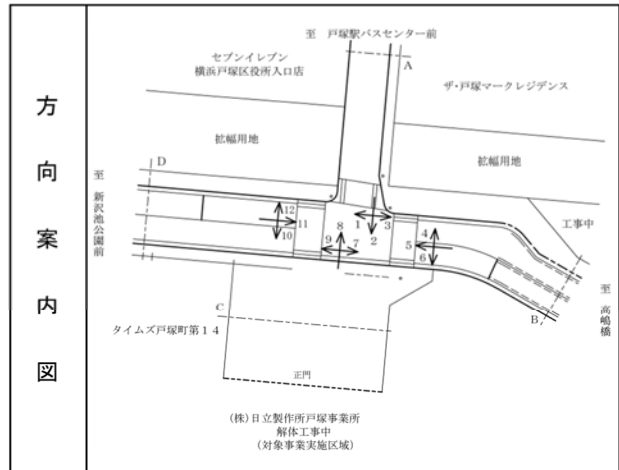 方向案内図
至 戸塚駅バスセンター前
A
セブンイレブン
横浜戸塚区役所入口店
ザ・戸塚マークレジデンス
拡幅用地
拡幅用地
D
至 新沢池公園前
工事中
12
11
10
1
2
3
4
5
6
8
9
7
至 高嶋橋
B
C
タイムズ戸塚町第14
正門
(株)日立製作所戸塚事業所
解体工事中
(対象事業実施区域)